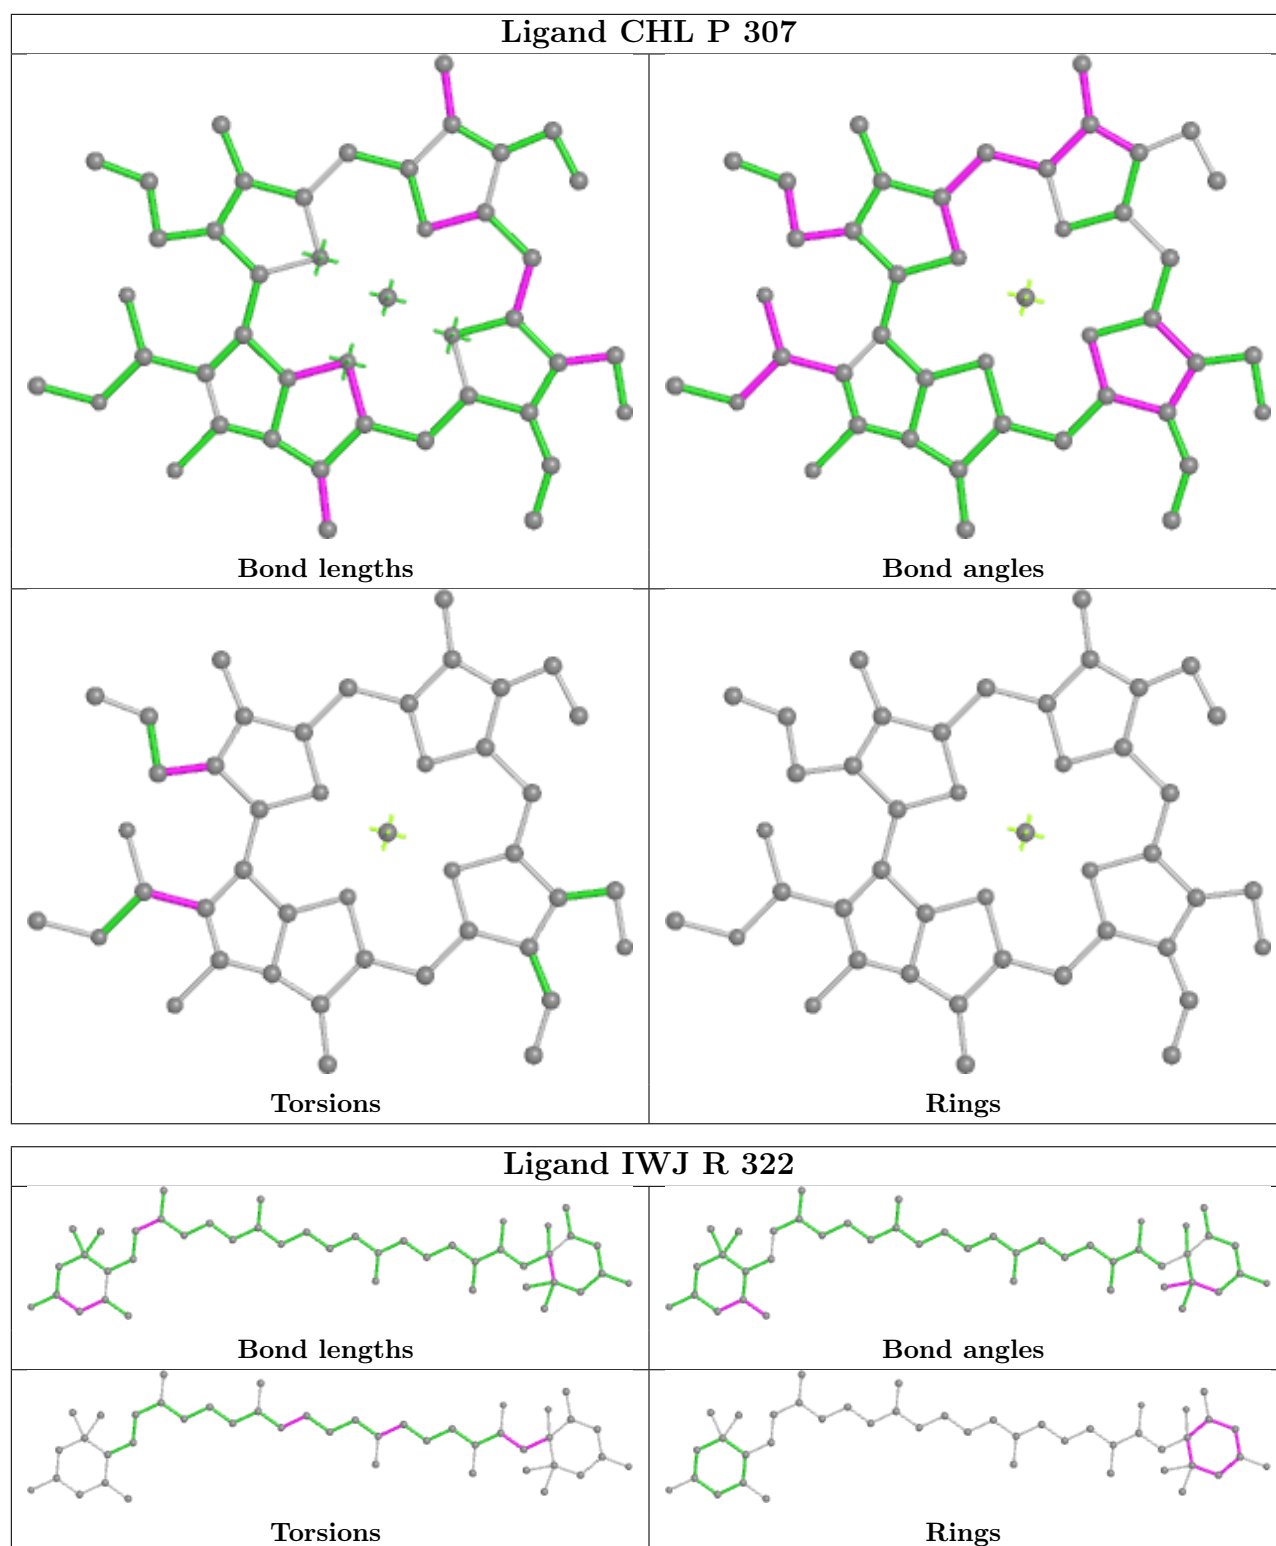 Ligand CHL P 307
Bond lengths
Bond angles
Torsions
Rings
Ligand IWJ R 322
Bond lengths
Bond angles
Torsions
Rings